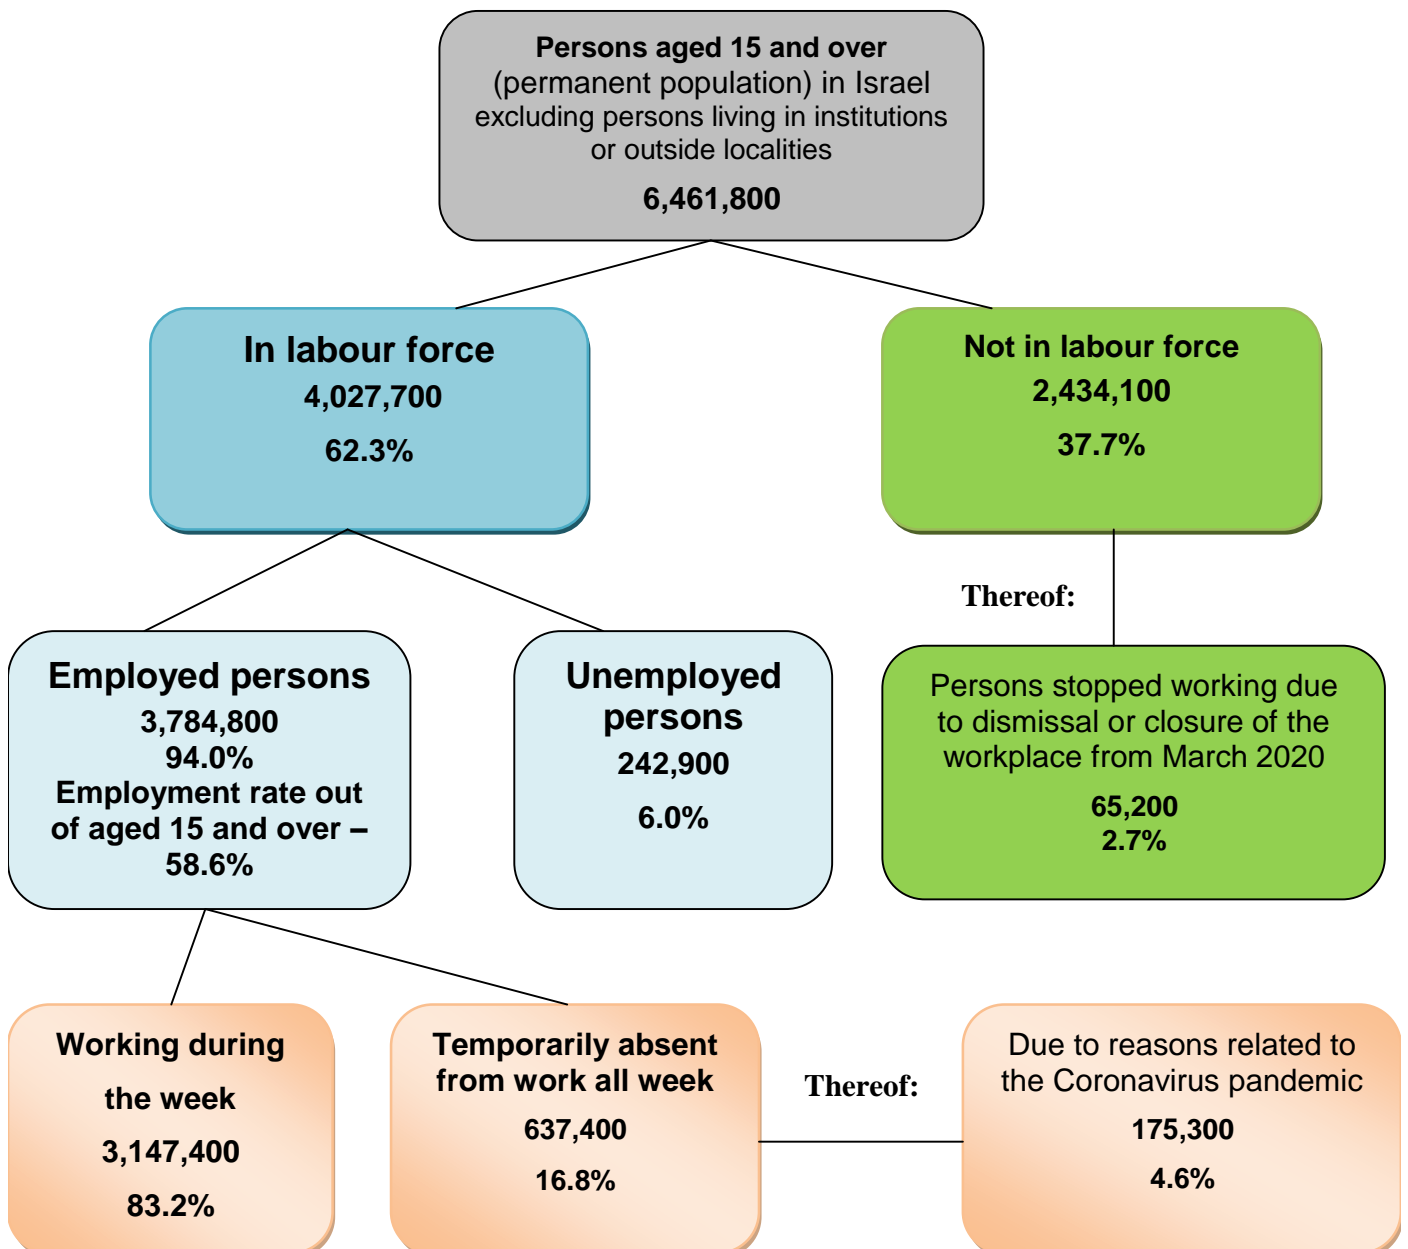 Persons aged 15 and over
(permanent population) in Israel
excluding persons living in institutions
or outside localities
6,461,800
In labour force
4,027,700
62.3%
Not in labour force
2,434,100
37.7%
Thereof:
Employed persons
3,784,800
94.0%
Employment rate out
of aged 15 and over –
58.6%
Unemployed
persons
242,900
6.0%
Persons stopped working due
to dismissal or closure of the
workplace from March 2020
65,200
2.7%
Working during
the week
3,147,400
83.2%
Temporarily absent
from work all week
637,400
16.8%
Thereof:
Due to reasons related to
the Coronavirus pandemic
175,300
4.6%